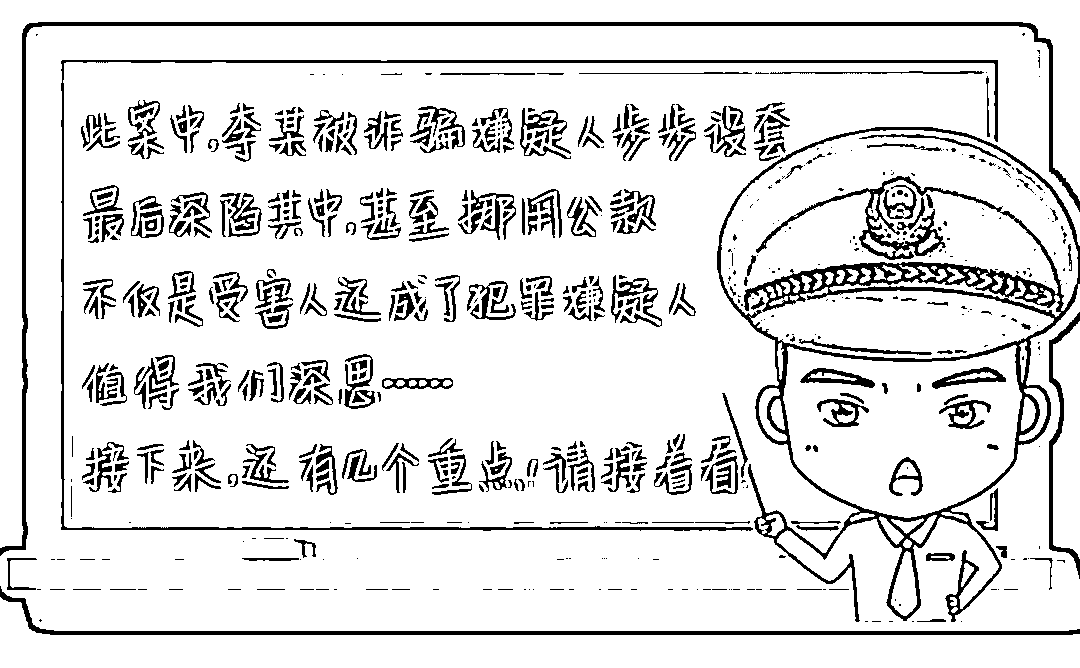 此案中,李某被诈骗嫌疑人步步设套
最后深陷其中,甚至挪用公款
不仅是受害人还成了犯罪嫌疑人
值得我们深思……
接下来,还有几个重点,请接着看